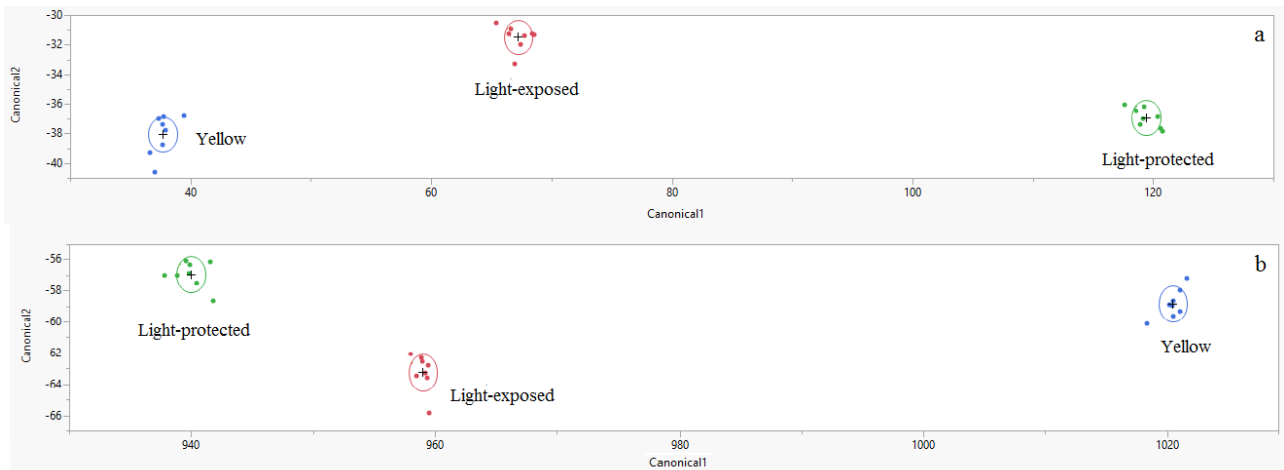 a
-30
-32
-34
-36
-38
-40
Canonical2
Light-exposed
Yellow
Light-protected
40 60 80 100 120
Canonical1
b
-56
-58
-60
-62
-64
-66
Canonical2
Light-protected
Yellow
Light-exposed
940 960 980 1000 1020
Canonical1